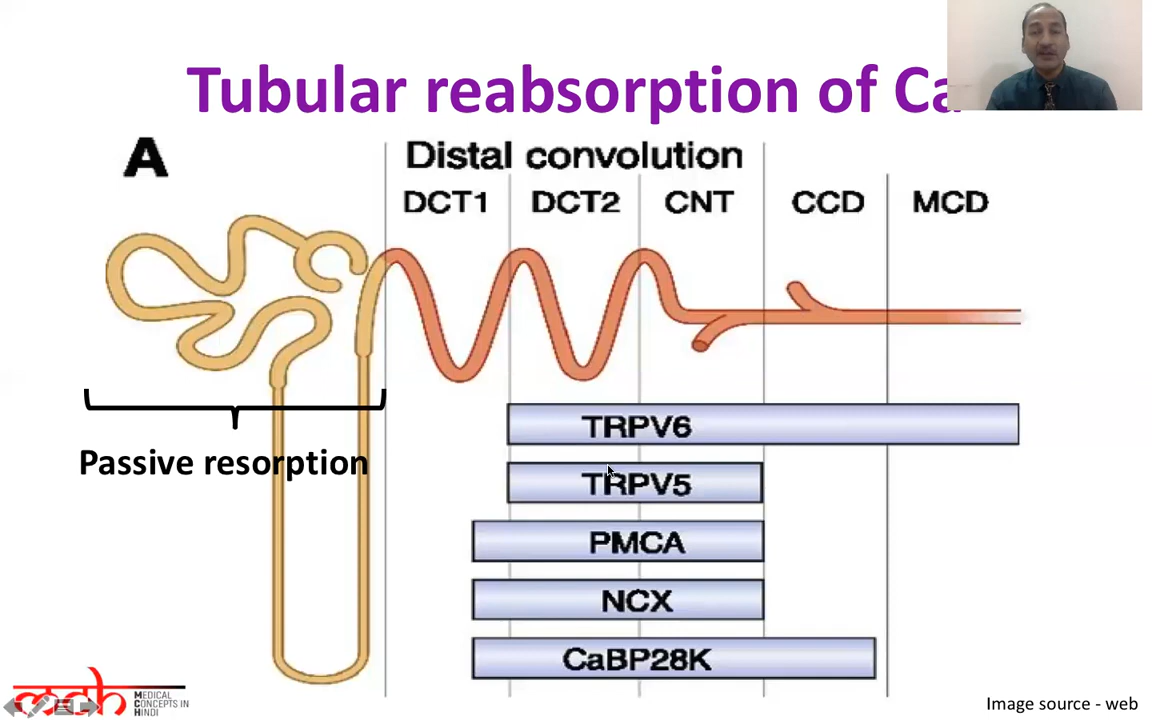 Tubular reabsorption of Ca
A
Distal convolution
DCT1 DCT2 CNT CCD MCD
Passive resorption
TRPV6
TRPV5
PMCA
NCX
CaBP28K
mch
MEDICAL
CONCEPTS IN
HINDI
Image source - web